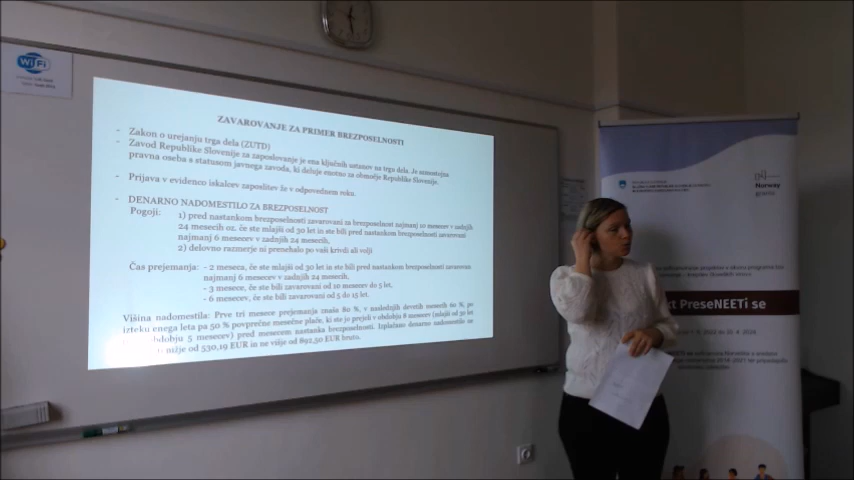 WiFi
ZAVAROVANJE ZA PRIMER BREZPOSELNOSTI
- Zakon o urejanju trga dela (ZUTD)
- Zavod Republike Slovenije za zaposlovanje je ena ključnih ustanov na trgu dela. Je samostojna
pravna oseba s statusom javnega zavoda, ki deluje enotno za območje Republike Slovenije.
- Prijava v evidenco iskalcev zaposlitve že v odpovednem roku.
- DENARNO NADOMESTILO ZA BREZPOSELNOST
Pogoji: 1) pred nastankom brezposelnosti zavarovani za brezposelnost najmanj 10 mesecev v zadnjih
24 mesecih oz. če ste mlajši od 30 let in ste bili pred nastankom brezposelnosti zavarovani
najmanj 6 mesecev v zadnjih 24 mesecih,
2) delovno razmerje ni prenehalo po vaši krivdi ali volji
Čas prejemanja: - 2 meseca, če ste mlajši od 30 let in ste bili pred nastankom brezposelnosti zavarovani
najmanj 6 mesecev v zadnjih 24 mesecih,
- 3 mesece, če ste bili zavarovani od 10 mesecev do 5 let,
- 6 mesecev, če ste bili zavarovani od 5 do 15 let.
Višina nadomestila: Prve tri mesece prejemanja znaša 80 %, v naslednjih devetih mesecih 60 %, po
izteku enega leta pa 50 % povprečne mesečne plače, ki ste jo prejeli v obdobju 8 mesecev (mlajši od 30 let
obdobju 5 mesecev) pred mesecem nastanka brezposelnosti. Izplačano denarno nadomestilo ne
nižje od 530,19 EUR in ne višje od 892,50 EUR bruto.
Norway
grants
kt PreseNEETi se